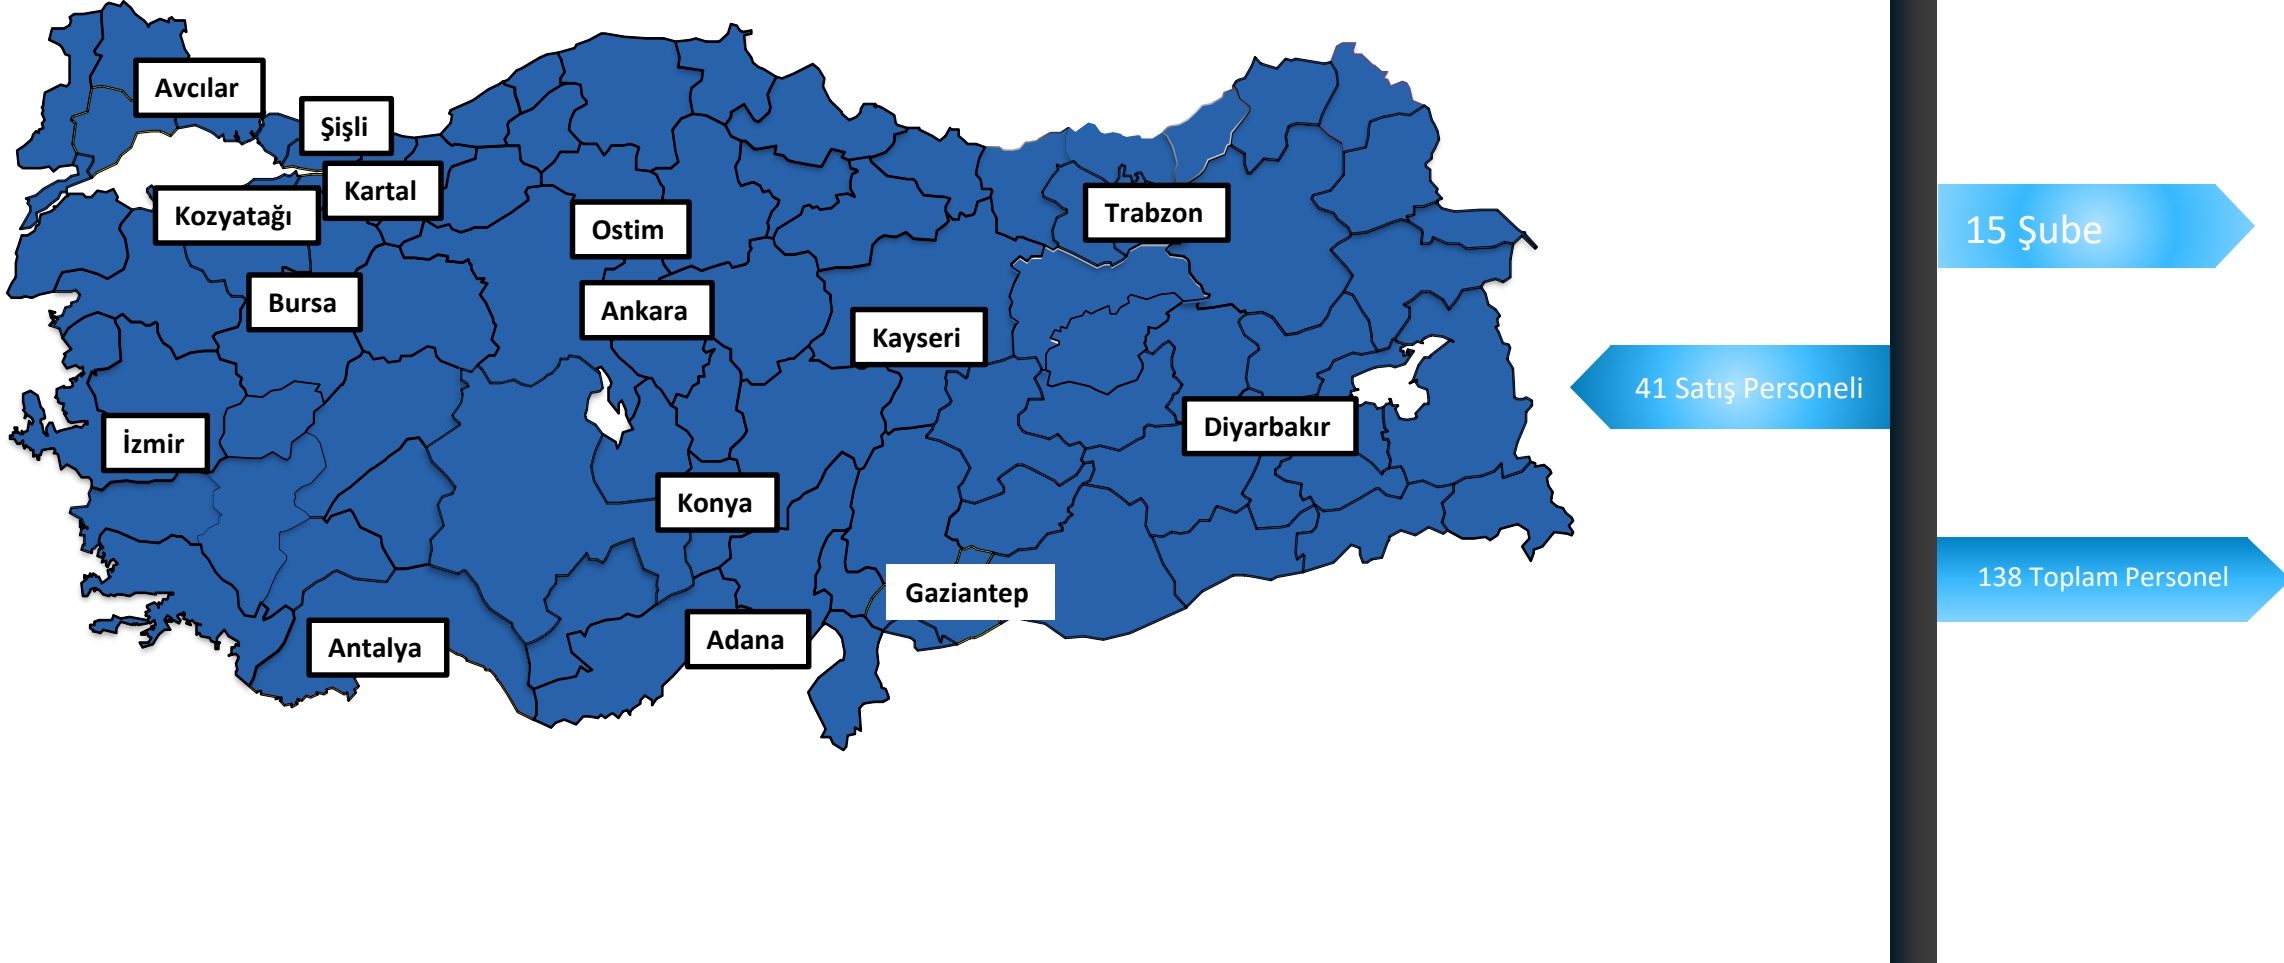 Avcılar
Şişli
Kartal
Kozyatağı
Ostim
Trabzon
Bursa
Ankara
Kayseri
İzmir
Diyarbakır
Konya
Gaziantep
Antalya
Adana
15 Şube
41 Satış Personeli
138 Toplam Personel